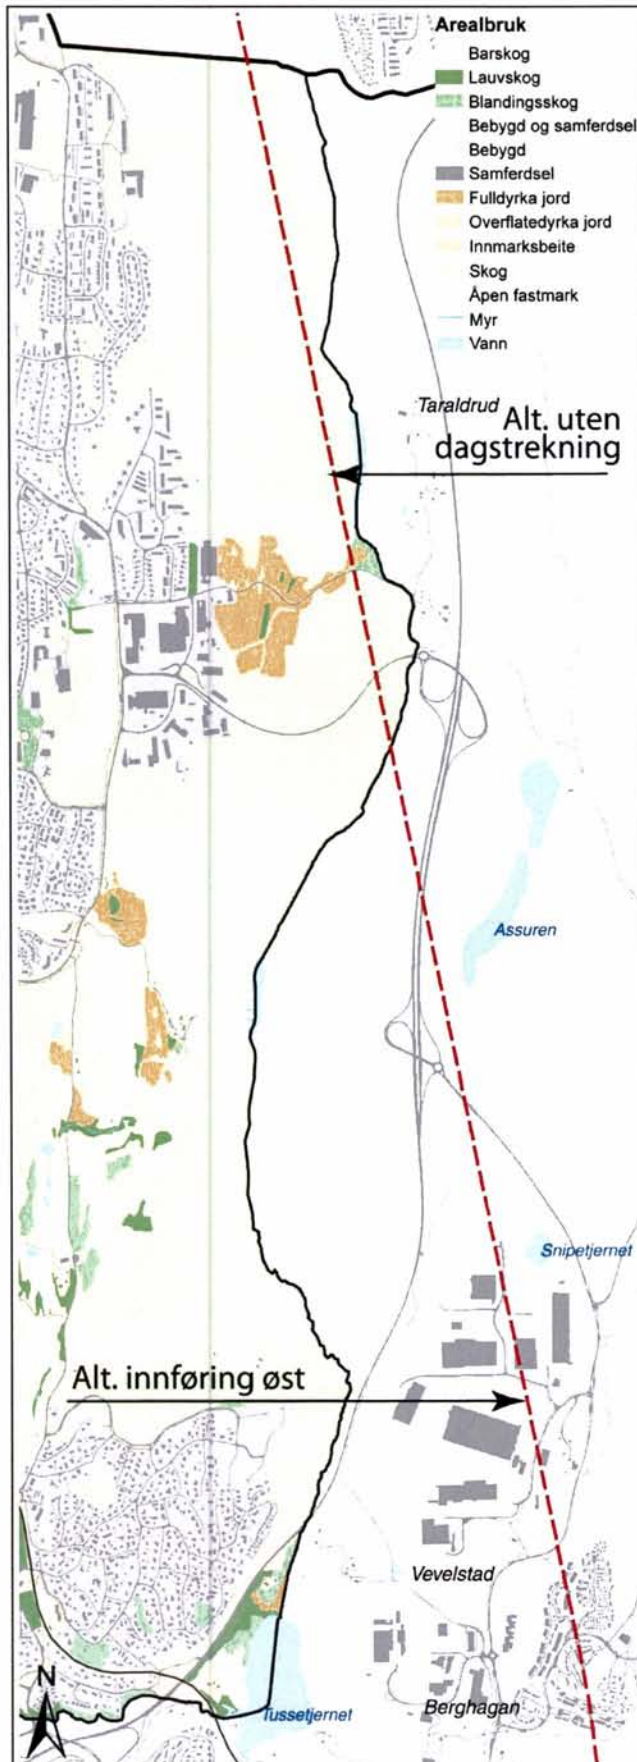 Arealbruk
Barskog
Lauvskog
Blandingsskog
Bebygd og samferdsel
Bebygd
Samferdsel
Fulldyrka jord
Overflatedyrka jord
Innmarksbeite
Skog
Åpen fastmark
Myr
Vann
Taraldrud
Alt. uten
dagstrekning
Assuren
Snipetjernet
Alt. innføring øst
Vevelstad
N
Tussetjernet
Berghagan